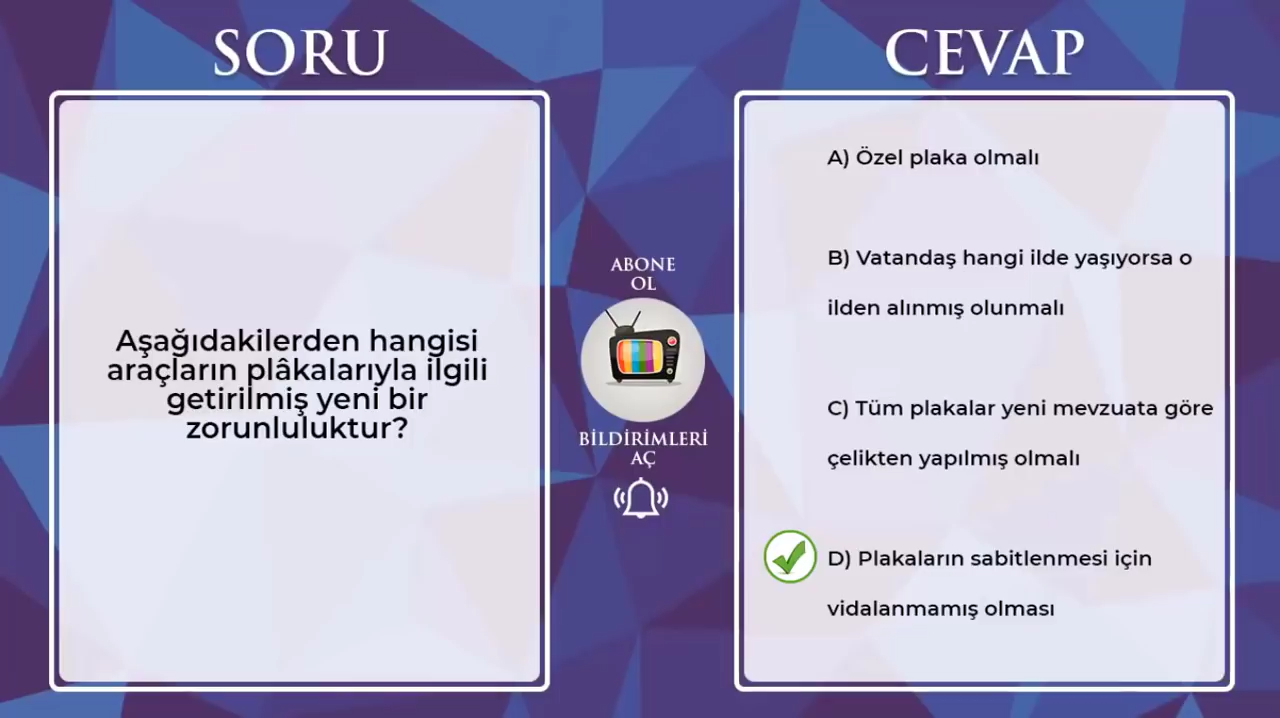 SORU
Aşağıdakilerden hangisi
araçların plâkalarıyla ilgili
getirilmiş yeni bir
zorunluluktur?
ABONE
OL
BİLDİRİMLERİ
AÇ
CEVAP
A) Özel plaka olmalı
B) Vatandaş hangi ilde yaşıyorsa o
ilden alınmış olunmalı
C) Tüm plakalar yeni mevzuata göre
çelikten yapılmış olmalı
D) Plakaların sabitlenmesi için
vidalanmamış olması